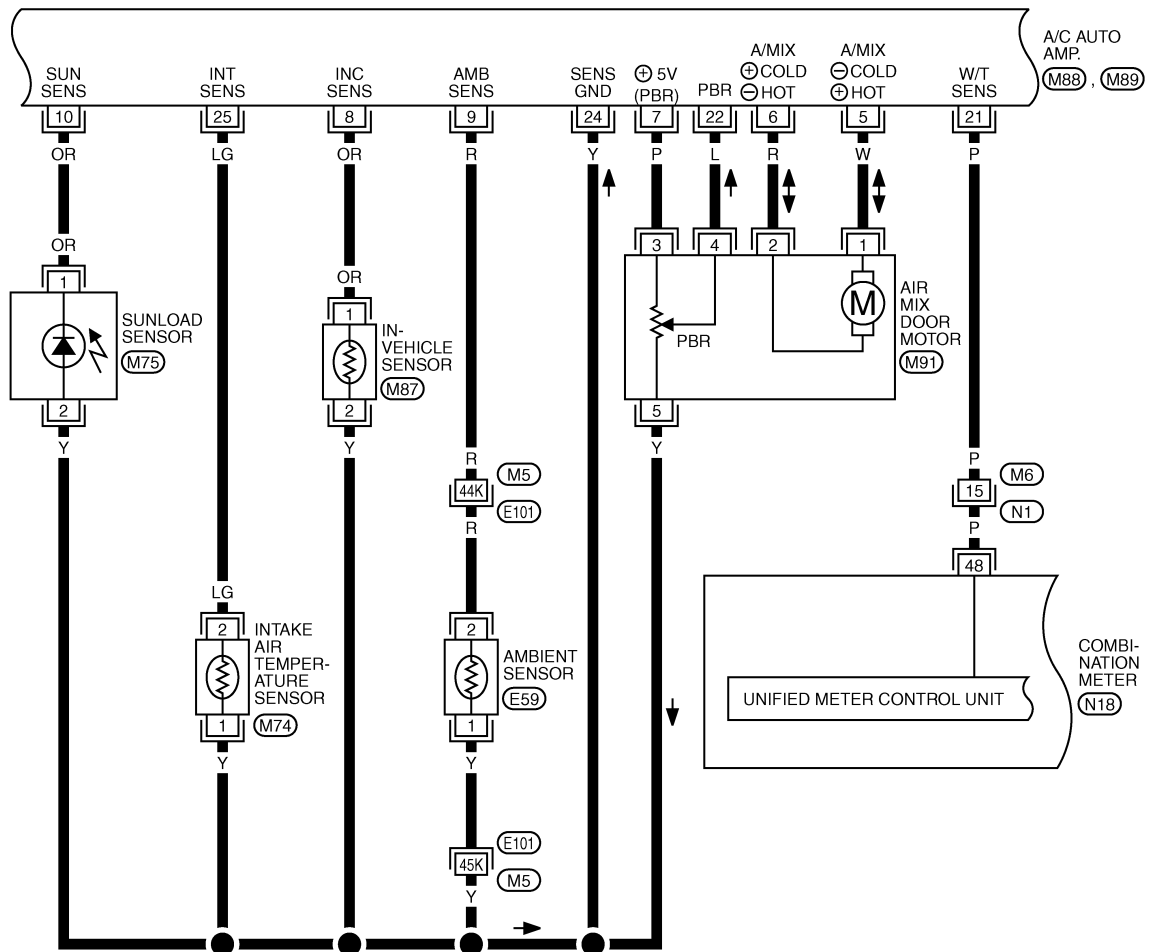 A/C AUTO
AMP.
M88 , M89
SUN
SENS
INT
SENS
INC
SENS
AMB
SENS
SENS
GND
⊕ 5V
(PBR)
PBR
A/MIX
⊕ COLD
⊖ HOT
A/MIX
⊖ COLD
⊕ HOT
W/T
SENS
10
25
8
9
24
7
22
6
5
21
OR
LG
OR
R
Y
P
L
R
W
P
OR
1
SUNLOAD
SENSOR
M75
2
Y
OR
1
IN-
VEHICLE
SENSOR
M87
2
Y
3
4
2
1
PBR
M
AIR
MIX
DOOR
MOTOR
M91
5
Y
R
M5
44K
E101
R
P
M6
15
N1
P
48
LG
2
INTAKE
AIR
TEMPER-
ATURE
SENSOR
M74
1
Y
2
AMBIENT
SENSOR
E59
1
Y
E101
45K
M5
Y
UNIFIED METER CONTROL UNIT
COMBI-
NATION
METER
N18